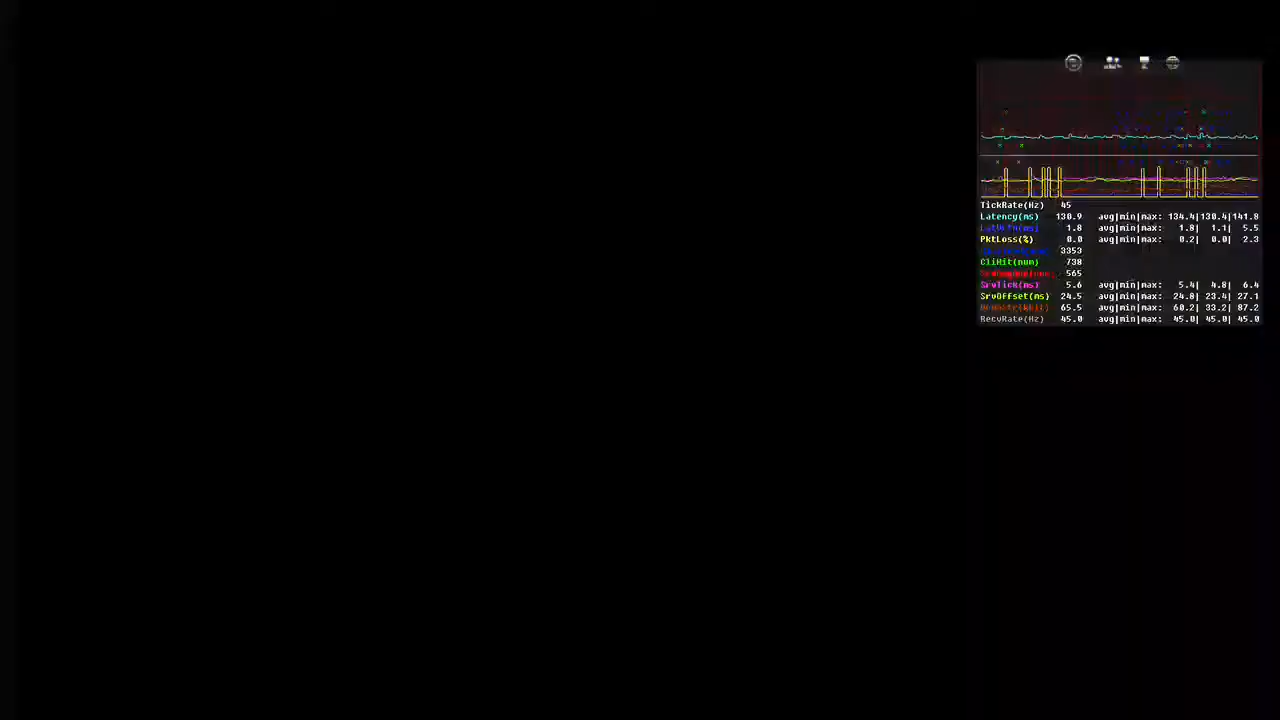 TickRate(Hz) 45
Latency(ms) 130.9 avg|min|max: 134.4|130.4|141.8
LatVrtn(ms) 1.8 avg|min|max: 1.8| 1.1| 5.5
PktLoss(%) 0.0 avg|min|max: 0.2| 0.0| 2.3
3353
CliHit(num) 738
565
SrvTick(ms) 5.6 avg|min|max: 5.4| 4.8| 6.4
SrvOffset(ms) 24.5 avg|min|max: 24.8| 23.4| 27.1
65.5 avg|min|max: 60.2| 33.2| 87.2
RecvRate(Hz) 45.0 avg|min|max: 45.0| 45.0| 45.0